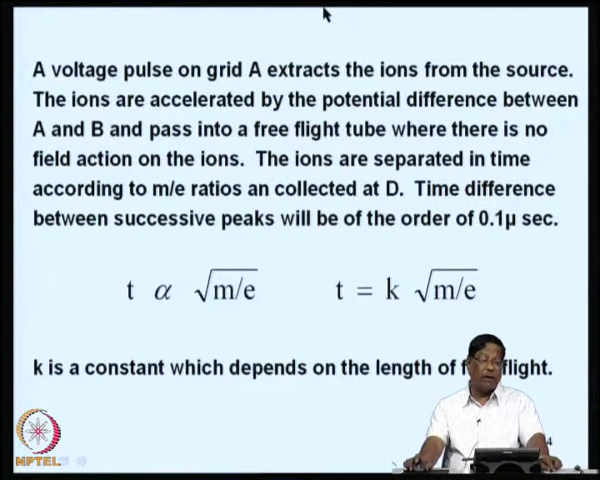 A voltage pulse on grid A extracts the ions from the source.
The ions are accelerated by the potential difference between
A and B and pass into a free flight tube where there is no
field action on the ions. The ions are separated in time
according to m/e ratios an collected at D. Time difference
between successive peaks will be of the order of 0.1μ sec.
t α √m/e t = k √m/e
k is a constant which depends on the length of flight.
4
NPTEL